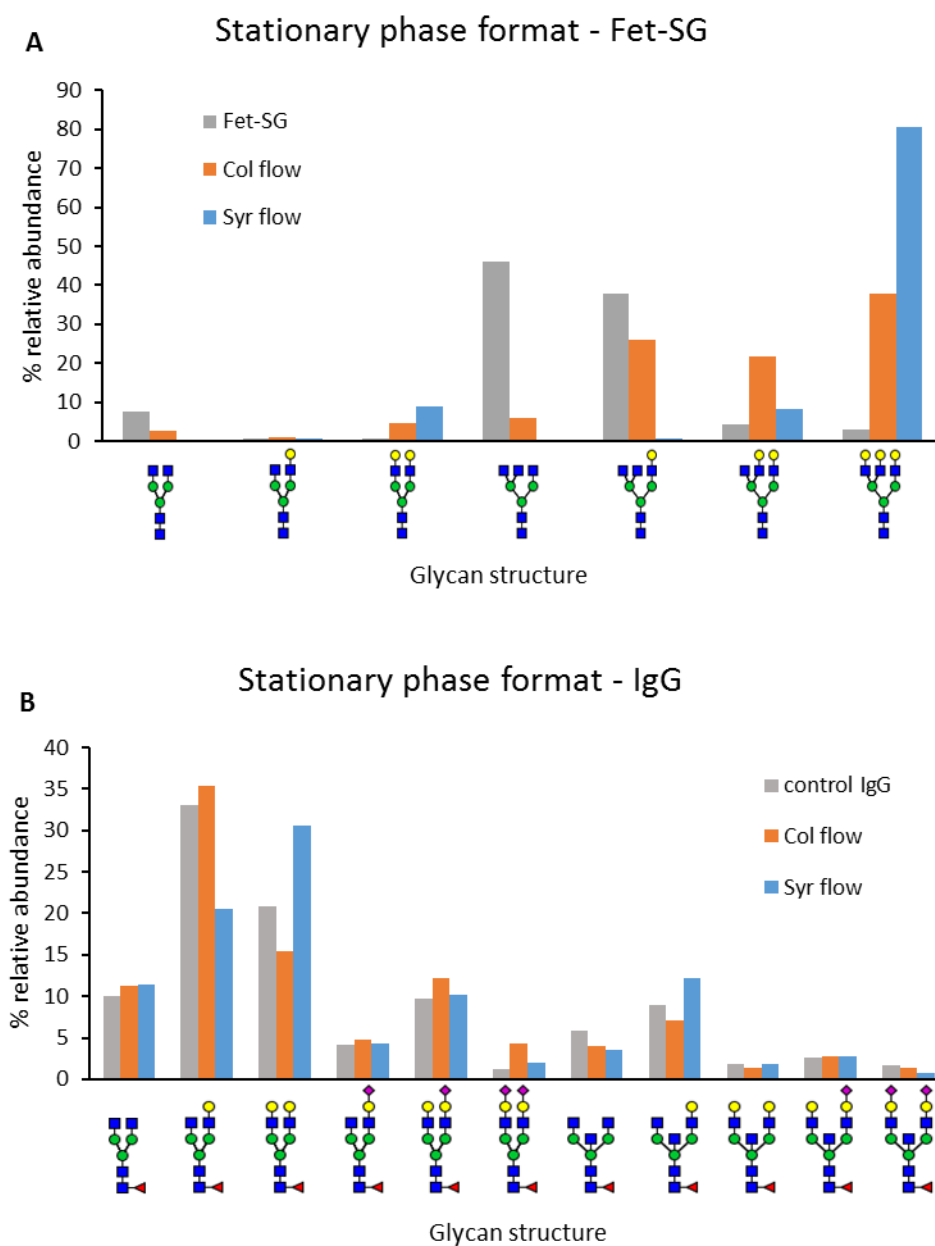 A
Stationary phase format - Fet-SG
% relative abundance
90
80
70
60
50
40
30
20
10
0
Fet-SG
Col flow
Syr flow
Glycan structure
B
Stationary phase format - IgG
% relative abundance
40
35
30
25
20
15
10
5
0
control IgG
Col flow
Syr flow
Glycan structure